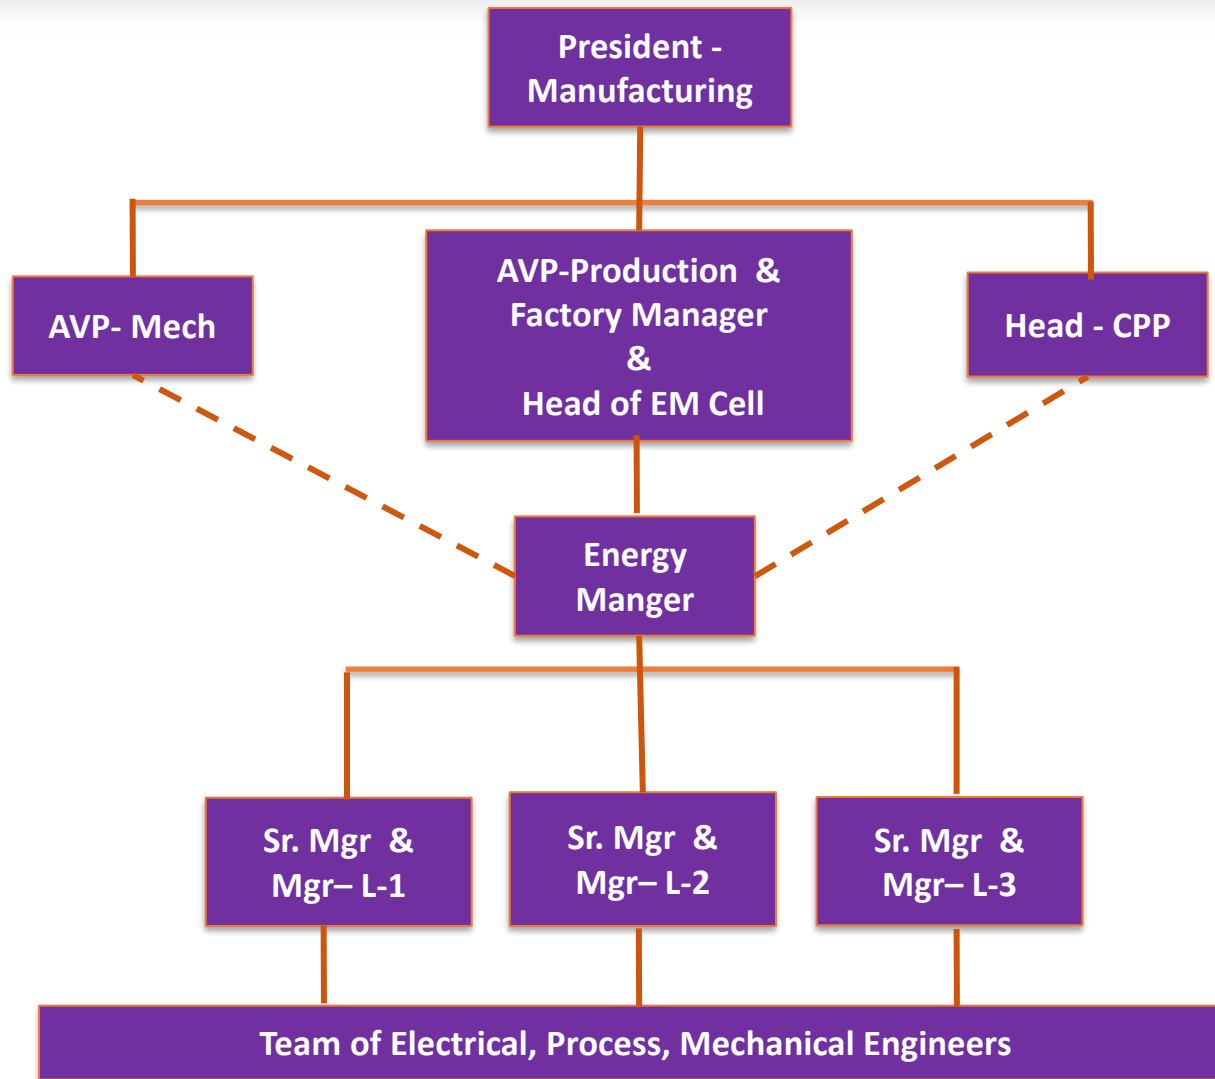 President -
Manufacturing
AVP- Mech
AVP-Production &
Factory Manager
&
Head of EM Cell
Head - CPP
Energy
Manger
Sr. Mgr &
Mgr– L-1
Sr. Mgr &
Mgr– L-2
Sr. Mgr &
Mgr– L-3
Team of Electrical, Process, Mechanical Engineers